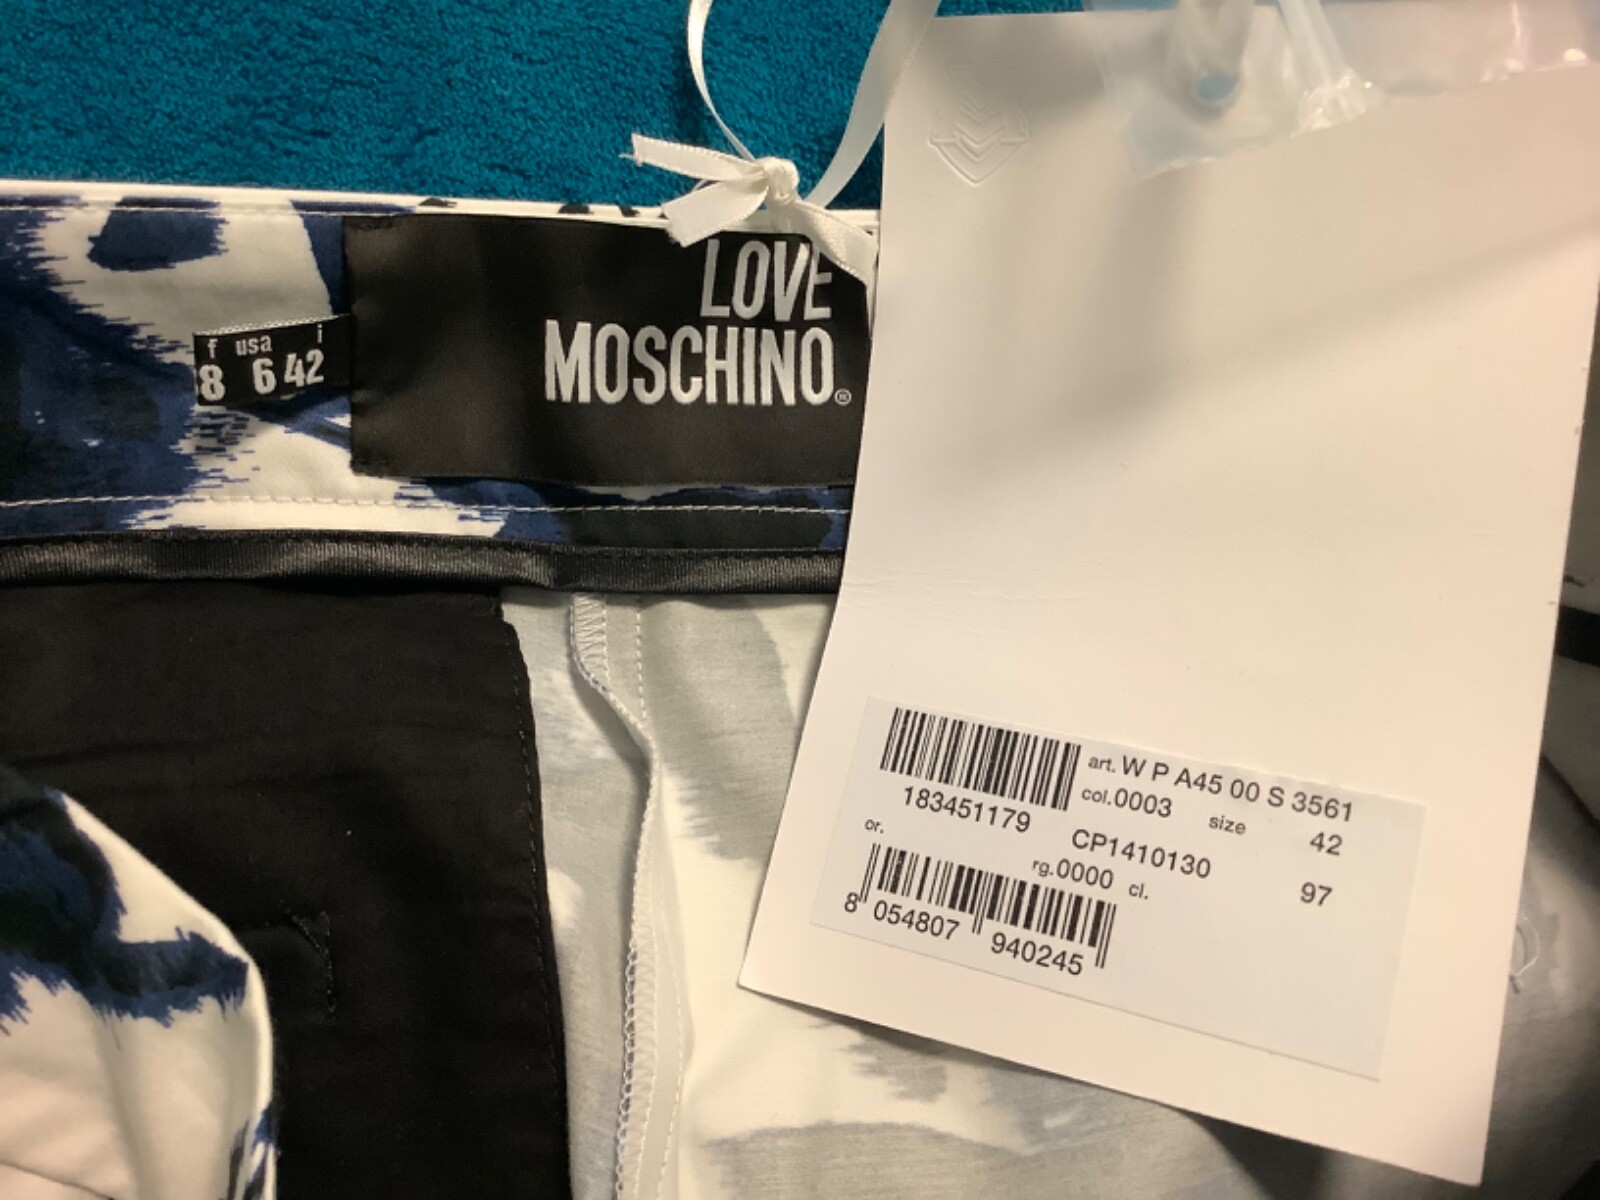 LOVE
MOSCHINO®
f usa i
8 6 42
art. W P A45 00 S 3561
col. 0003 size 42
183451179
or. CP1410130
rg. 0000 cl. 97
8 054807 940245